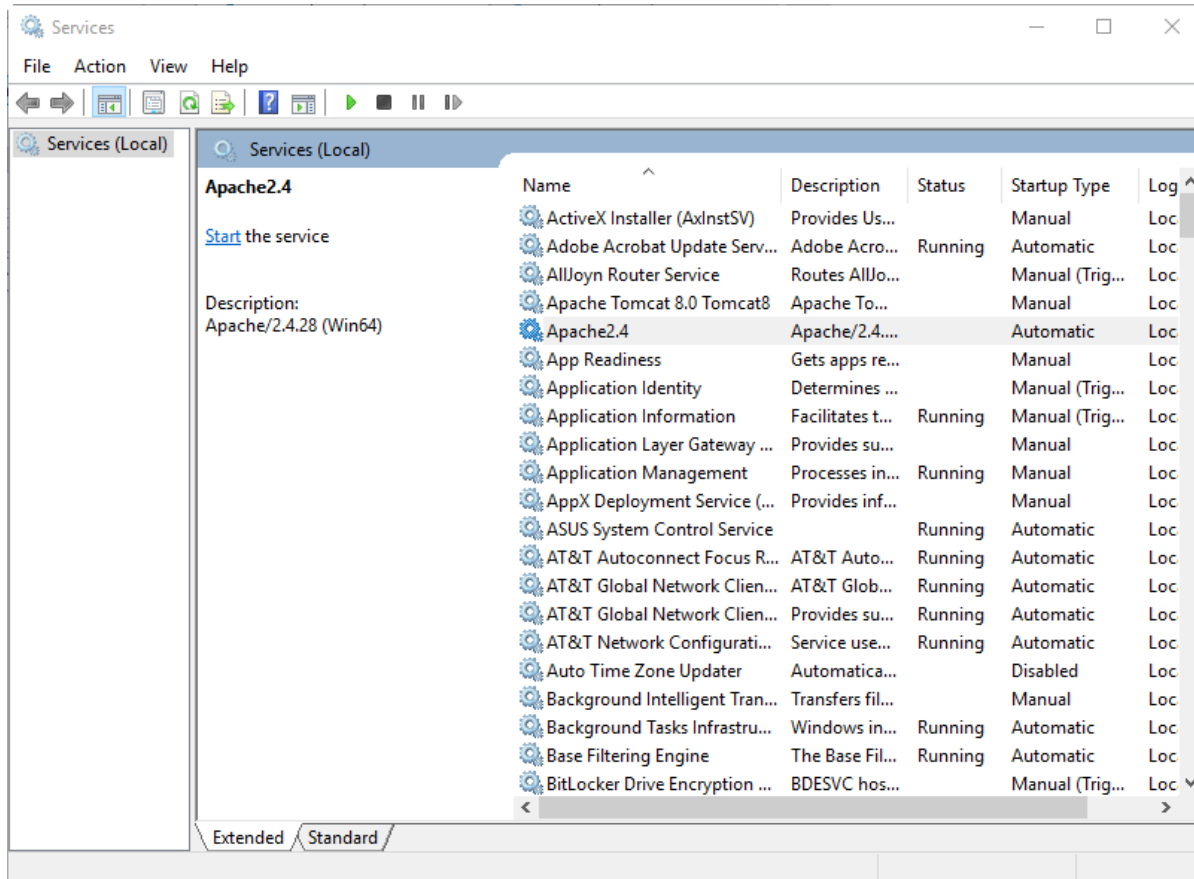 Services
File Action View Help
Services (Local)
Services (Local)
Apache2.4
Start the service
Description:
Apache/2.4.28 (Win64)
Name Description Status Startup Type Log
ActiveX Installer (AxInstSV) Provides Us... Manual Loc
Adobe Acrobat Update Serv... Adobe Acro... Running Automatic Loc
AllJoyn Router Service Routes AllJo... Manual (Trig... Loc
Apache Tomcat 8.0 Tomcat8 Apache To... Manual Loc
Apache2.4 Apache/2.4.... Automatic Loc
App Readiness Gets apps re... Manual Loc
Application Identity Determines ... Manual (Trig... Loc
Application Information Facilitates t... Running Manual (Trig... Loc
Application Layer Gateway ... Provides su... Manual Loc
Application Management Processes in... Running Manual Loc
AppX Deployment Service (... Provides inf... Manual Loc
ASUS System Control Service Running Automatic Loc
AT&T Autoconnect Focus R... AT&T Auto... Running Automatic Loc
AT&T Global Network Clien... AT&T Glob... Running Automatic Loc
AT&T Global Network Clien... Provides su... Running Automatic Loc
AT&T Network Configurati... Service use... Running Automatic Loc
Auto Time Zone Updater Automatica... Disabled Loc
Background Intelligent Tran... Transfers fil... Manual Loc
Background Tasks Infrastru... Windows in... Running Automatic Loc
Base Filtering Engine The Base Fil... Running Automatic Loc
BitLocker Drive Encryption ... BDESVC hos... Manual (Trig... Loc
Extended Standard